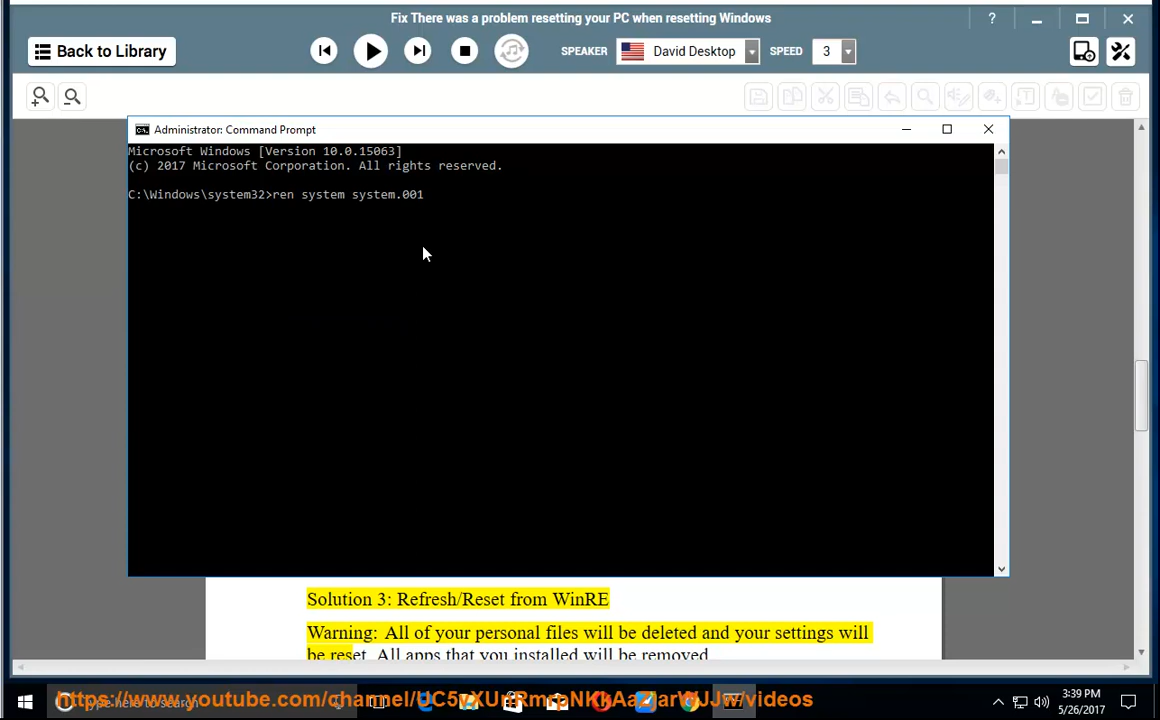 Fix There was a problem resetting your PC when resetting Windows
?
Back to Library
SPEAKER
David Desktop
SPEED
3
Administrator: Command Prompt
Microsoft Windows [Version 10.0.15063]
(c) 2017 Microsoft Corporation. All rights reserved.
C:\Windows\system32>ren system system.001
Solution 3: Refresh/Reset from WinRE
Warning: All of your personal files will be deleted and your settings will
be reset. All apps that you installed will be removed.
3:39 PM
5/26/2017